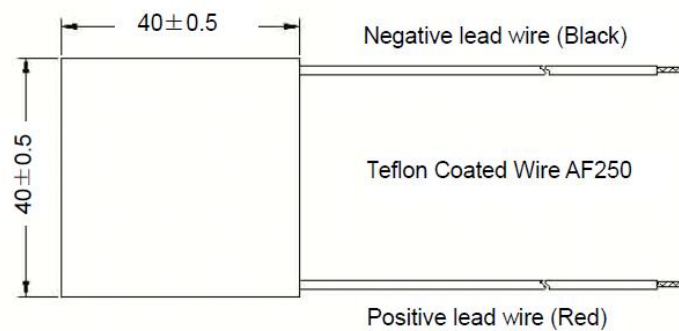 40±0.5
Negative lead wire (Black)
40±0.5
Teflon Coated Wire AF250
Positive lead wire (Red)